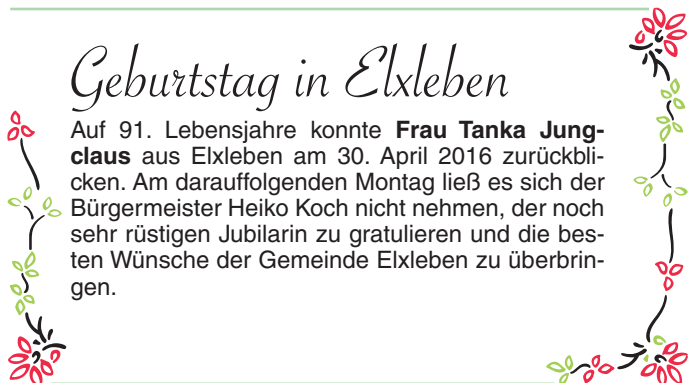 Geburtstag in Elxleben
Auf 91. Lebensjahre konnte Frau Tanka Jung-
claus aus Elxleben am 30. April 2016 zurückbli-
cken. Am darauffolgenden Montag ließ es sich der
Bürgermeister Heiko Koch nicht nehmen, der noch
sehr rüstigen Jubilarin zu gratulieren und die bes-
ten Wünsche der Gemeinde Elxleben zu überbrin-
gen.